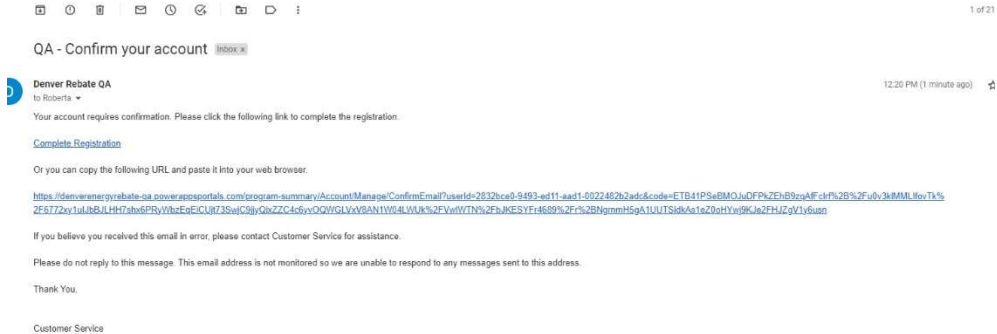 1 of 21
QA - Confirm your account Inbox x
Denver Rebate QA
12:20 PM (1 minute ago)
to Roberta
Your account requires confirmation. Please click the following link to complete the registration.
Complete Registration
Or you can copy the following URL and paste it into your web browser.
If you believe you received this email in error, please contact Customer Service for assistance.
Please do not reply to this message. This email address is not monitored so we are unable to respond to any messages sent to this address.
Thank You,
Customer Service